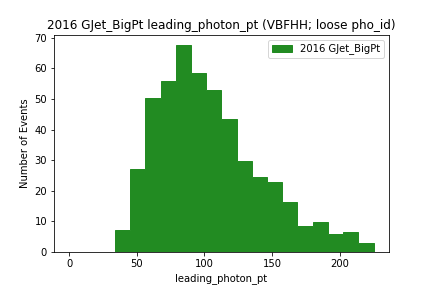 2016 GJet_BigPt leading_photon_pt (VBFHH; loose pho_id)
2016 GJet_BigPt
Number of Events
70
60
50
40
30
20
10
0
0 50 100 150 200
leading_photon_pt